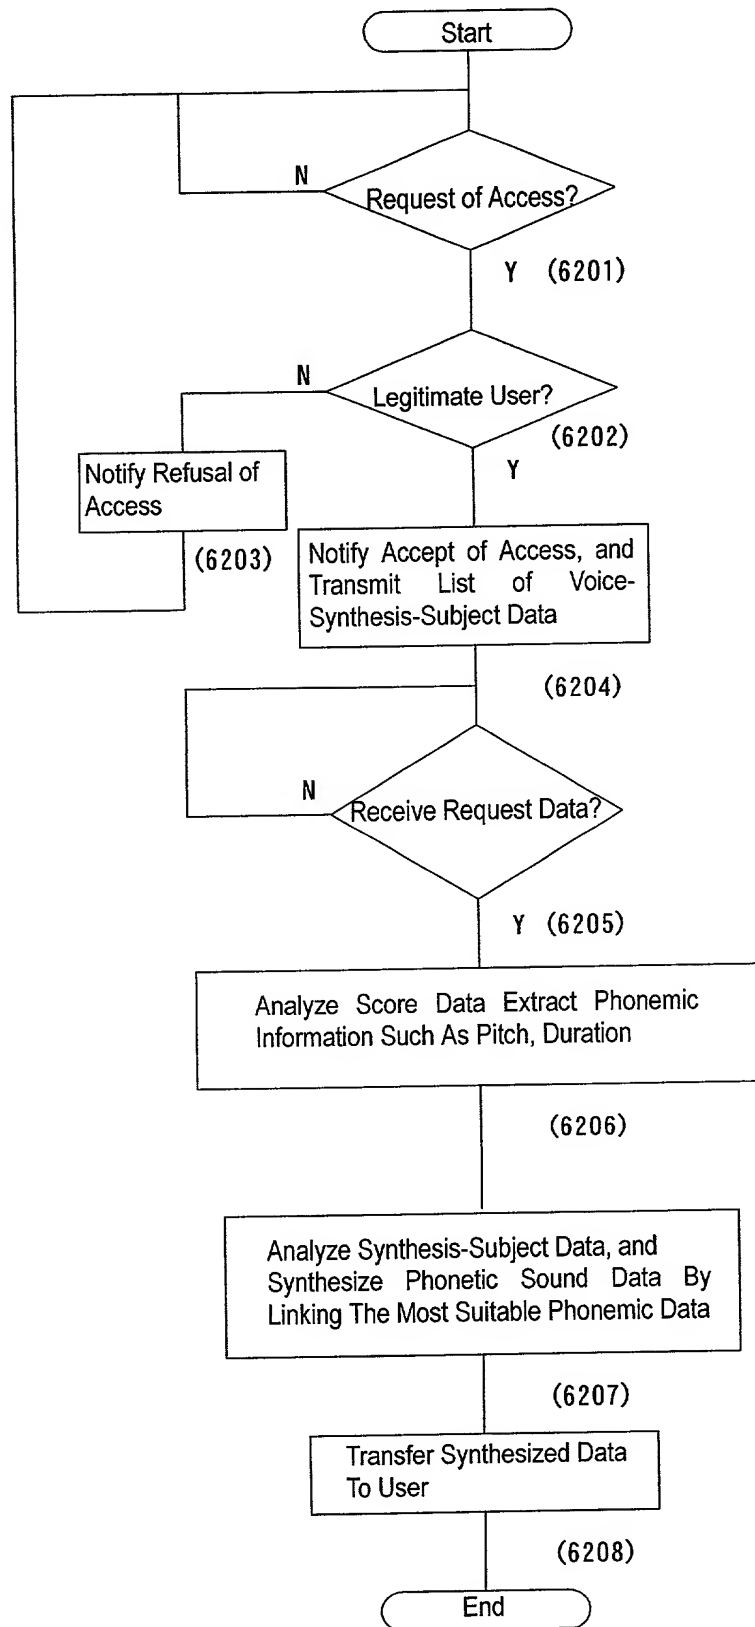 Start
N
Request of Access?
Y (6201)
N
Legitimate User?
(6202)
Y
Notify Refusal of
Access
(6203)
Notify Accept of Access, and
Transmit List of Voice-
Synthesis-Subject Data
(6204)
N
Receive Request Data?
Y (6205)
Analyze Score Data Extract Phonemic
Information Such As Pitch, Duration
(6206)
Analyze Synthesis-Subject Data, and
Synthesize Phonetic Sound Data By
Linking The Most Suitable Phonemic Data
(6207)
Transfer Synthesized Data
To User
(6208)
End